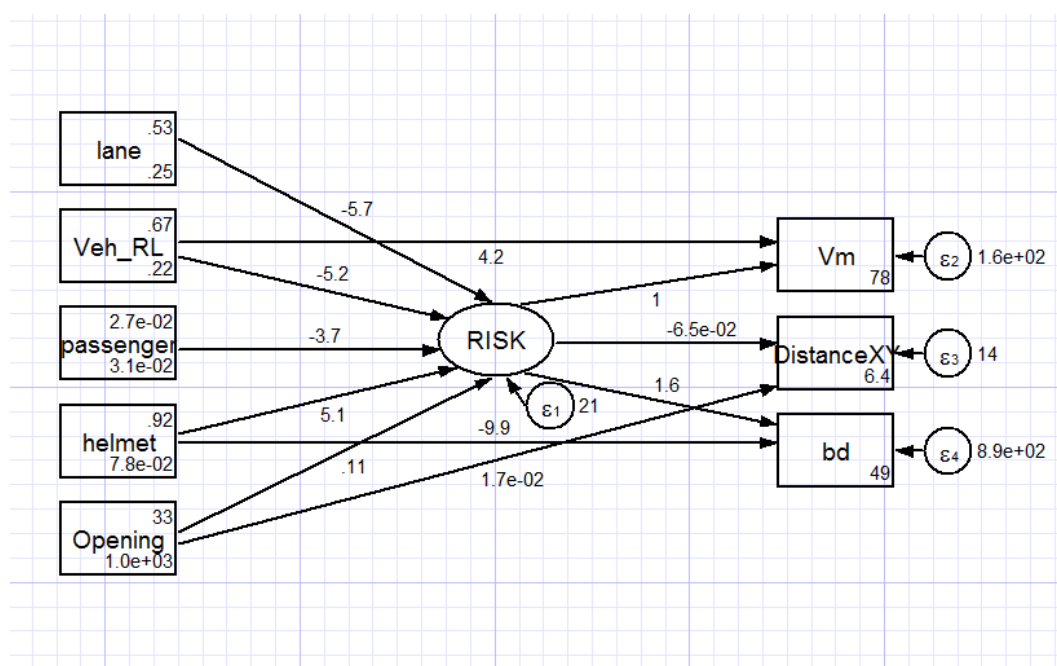 .53
lane
.25
-5.7
.67
Veh_RL
.22
4.2
-5.2
Vm
78
ε2
1.6e+02
1
2.7e-02
passenger
3.1e-02
-3.7
RISK
-6.5e-02
DistanceXY
6.4
ε3
14
1.6
ε1
21
.92
helmet
7.8e-02
5.1
-9.9
bd
49
ε4
8.9e+02
.11
1.7e-02
33
Opening
1.0e+03